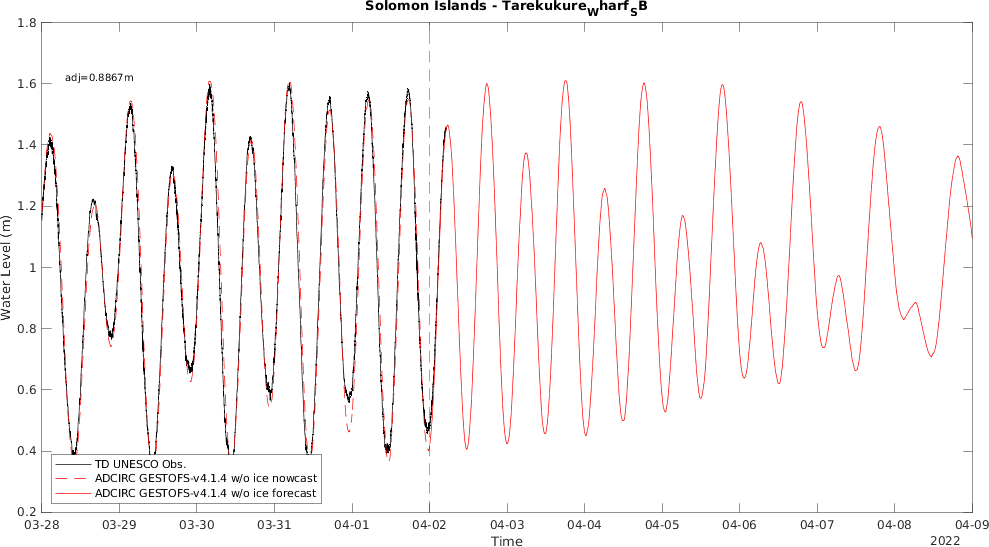 Solomon Islands - Tarekukure_Wharf_SB
adj=0.8867m
Water Level (m)
1.8
1.6
1.4
1.2
1
0.8
0.6
0.4
0.2
TD UNESCO Obs.
ADCIRC GESTOFS-v4.1.4 w/o ice nowcast
ADCIRC GESTOFS-v4.1.4 w/o ice forecast
03-28 03-29 03-30 03-31 04-01 04-02 04-03 04-04 04-05 04-06 04-07 04-08 04-09
Time
2022